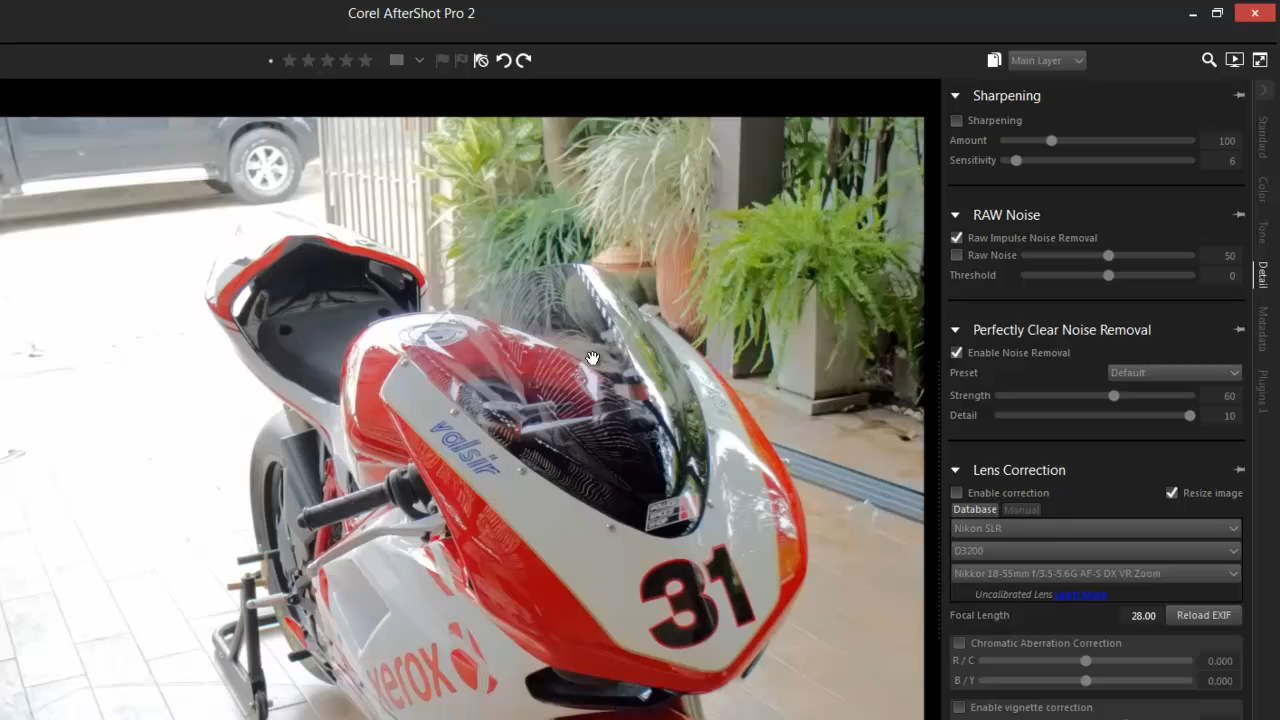 Corel AfterShot Pro 2
Main Layer
Sharpening
Sharpening
Amount 100
Sensitivity 6
RAW Noise
Raw Impulse Noise Removal
Raw Noise 50
Threshold 0
Perfectly Clear Noise Removal
Enable Noise Removal
Preset Default
Strength 60
Detail 10
Lens Correction
Enable correction Resize image
Database Manual
Nikon SLR
D3200
Nikkor 18-55mm f/3.5-5.6G AF-S DX VR Zoom
Uncalibrated Lens Learn More
Focal Length 28.00 Reload EXIF
Chromatic Aberration Correction
R / C 0.000
B / Y 0.000
Enable vignette correction
Standard
Color
Tone
Detail
Metadata
Plugins 1
valsir
31
xerox